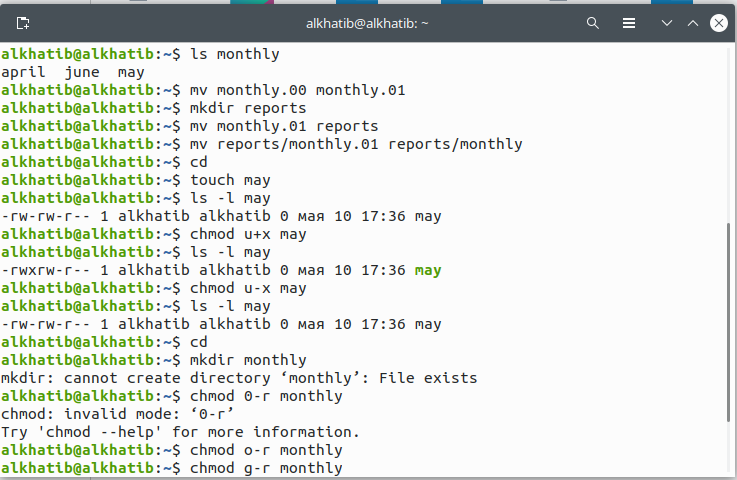 alkhatib@alkhatib: ~
alkhatib@alkhatib:~$ ls monthly
april  june  may
alkhatib@alkhatib:~$ mv monthly.00 monthly.01
alkhatib@alkhatib:~$ mkdir reports
alkhatib@alkhatib:~$ mv monthly.01 reports
alkhatib@alkhatib:~$ mv reports/monthly.01 reports/monthly
alkhatib@alkhatib:~$ cd
alkhatib@alkhatib:~$ touch may
alkhatib@alkhatib:~$ ls -l may
-rw-rw-r-- 1 alkhatib alkhatib 0 мая 10 17:36 may
alkhatib@alkhatib:~$ chmod u+x may
alkhatib@alkhatib:~$ ls -l may
-rwxrw-r-- 1 alkhatib alkhatib 0 мая 10 17:36 may
alkhatib@alkhatib:~$ chmod u-x may
alkhatib@alkhatib:~$ ls -l may
-rw-rw-r-- 1 alkhatib alkhatib 0 мая 10 17:36 may
alkhatib@alkhatib:~$ cd
alkhatib@alkhatib:~$ mkdir monthly
mkdir: cannot create directory ‘monthly’: File exists
alkhatib@alkhatib:~$ chmod 0-r monthly
chmod: invalid mode: ‘0-r’
Try 'chmod --help' for more information.
alkhatib@alkhatib:~$ chmod o-r monthly
alkhatib@alkhatib:~$ chmod g-r monthly